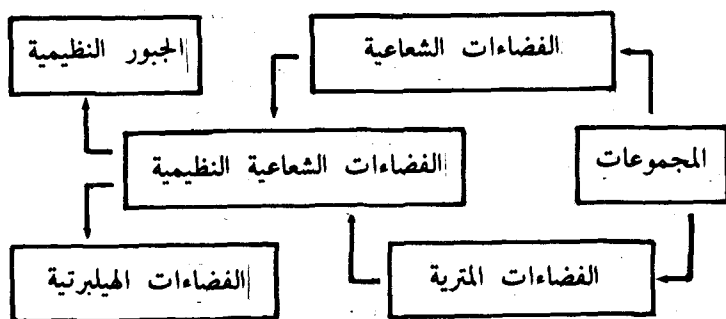 الفضاءات الشعاعية
الجبور النظيمية
المجموعات
الفضاءات الشعاعية النظيمية
الفضاءات المترية
الفضاءات الهيلبرتية